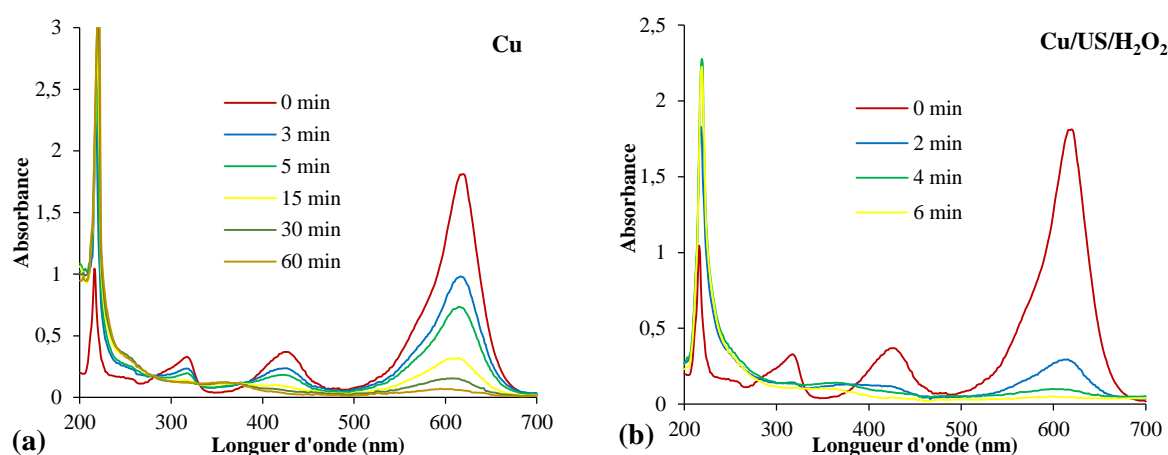 Cu
3
2,5
2
1,5
1
0,5
0
200 300 400 500 600 700
Absorbance
Longuer d'onde (nm)
0 min
3 min
5 min
15 min
30 min
60 min
(a)
Cu/US/H₂O₂
2,5
2
1,5
1
0,5
0
200 300 400 500 600 700
Absorbance
Longueur d'onde (nm)
0 min
2 min
4 min
6 min
(b)